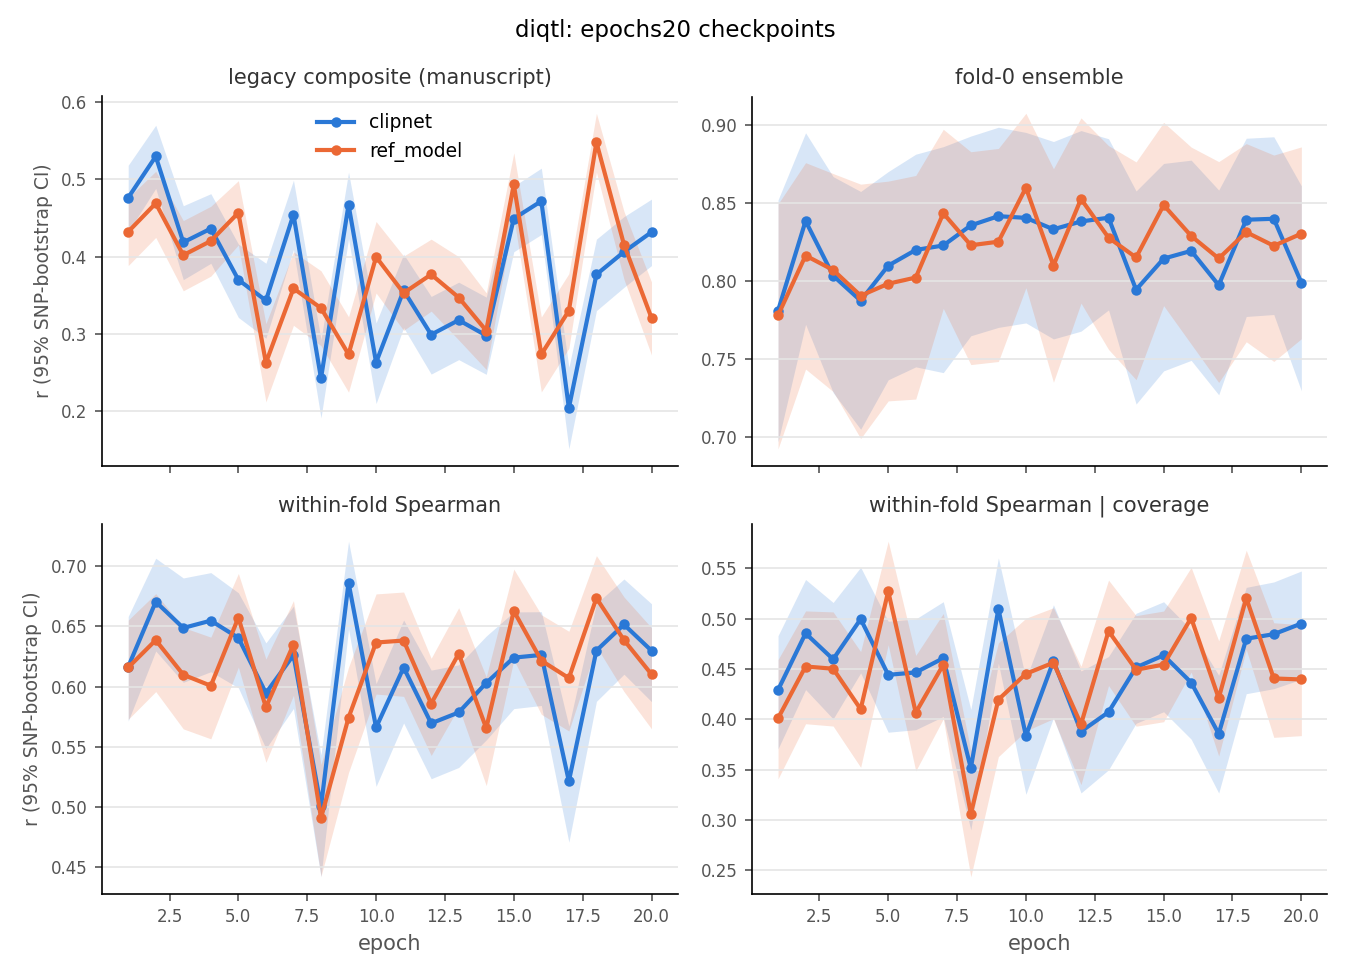 diqtl: epochs20 checkpoints
legacy composite (manuscript)
fold-0 ensemble
clipnet
ref_model
r (95% SNP-bootstrap CI)
0.6
0.5
0.4
0.3
0.2
0.90
0.85
0.80
0.75
0.70
within-fold Spearman
within-fold Spearman | coverage
r (95% SNP-bootstrap CI)
0.70
0.65
0.60
0.55
0.50
0.45
0.55
0.50
0.45
0.40
0.35
0.30
0.25
2.5 5.0 7.5 10.0 12.5 15.0 17.5 20.0
2.5 5.0 7.5 10.0 12.5 15.0 17.5 20.0
epoch
epoch